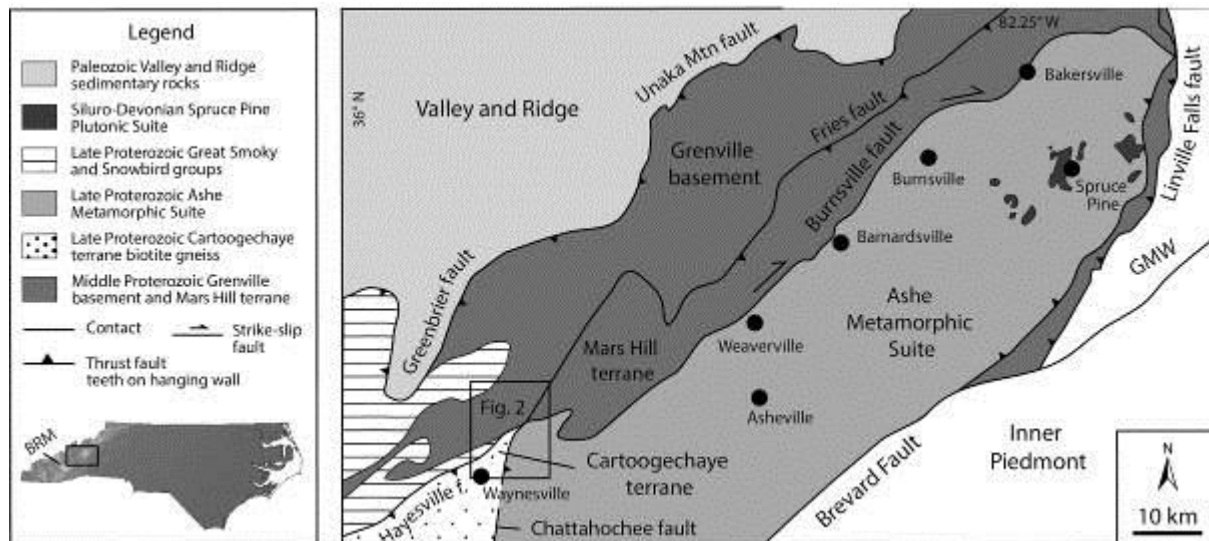 Legend
Paleozoic Valley and Ridge
sedimentary rocks
Siluro-Devonian Spruce Pine
Plutonic Suite
Late Proterozoic Great Smoky
and Snowbird groups
Late Proterozoic Ashe
Metamorphic Suite
Late Proterozoic Cartoogechaye
terrane biotite gneiss
Middle Proterozoic Grenville
basement and Mars Hill terrane
Contact
Strike-slip
fault
Thrust fault
teeth on hanging wall
BRM
36° N
82.25° W
Unaka Mtn fault
Valley and Ridge
Bakersville
Fries fault
Linville Falls fault
Grenville
basement
Burnsville fault
Burnsville
Spruce
Pine
Barnardsville
GMW
Greenbrier fault
Ashe
Metamorphic
Suite
Mars Hill
terrane
Weaverville
Fig. 2
Asheville
Inner
Piedmont
Cartoogechaye
terrane
Hayesville f.
Waynesville
Brevard Fault
Chattahochee fault
N
10 km